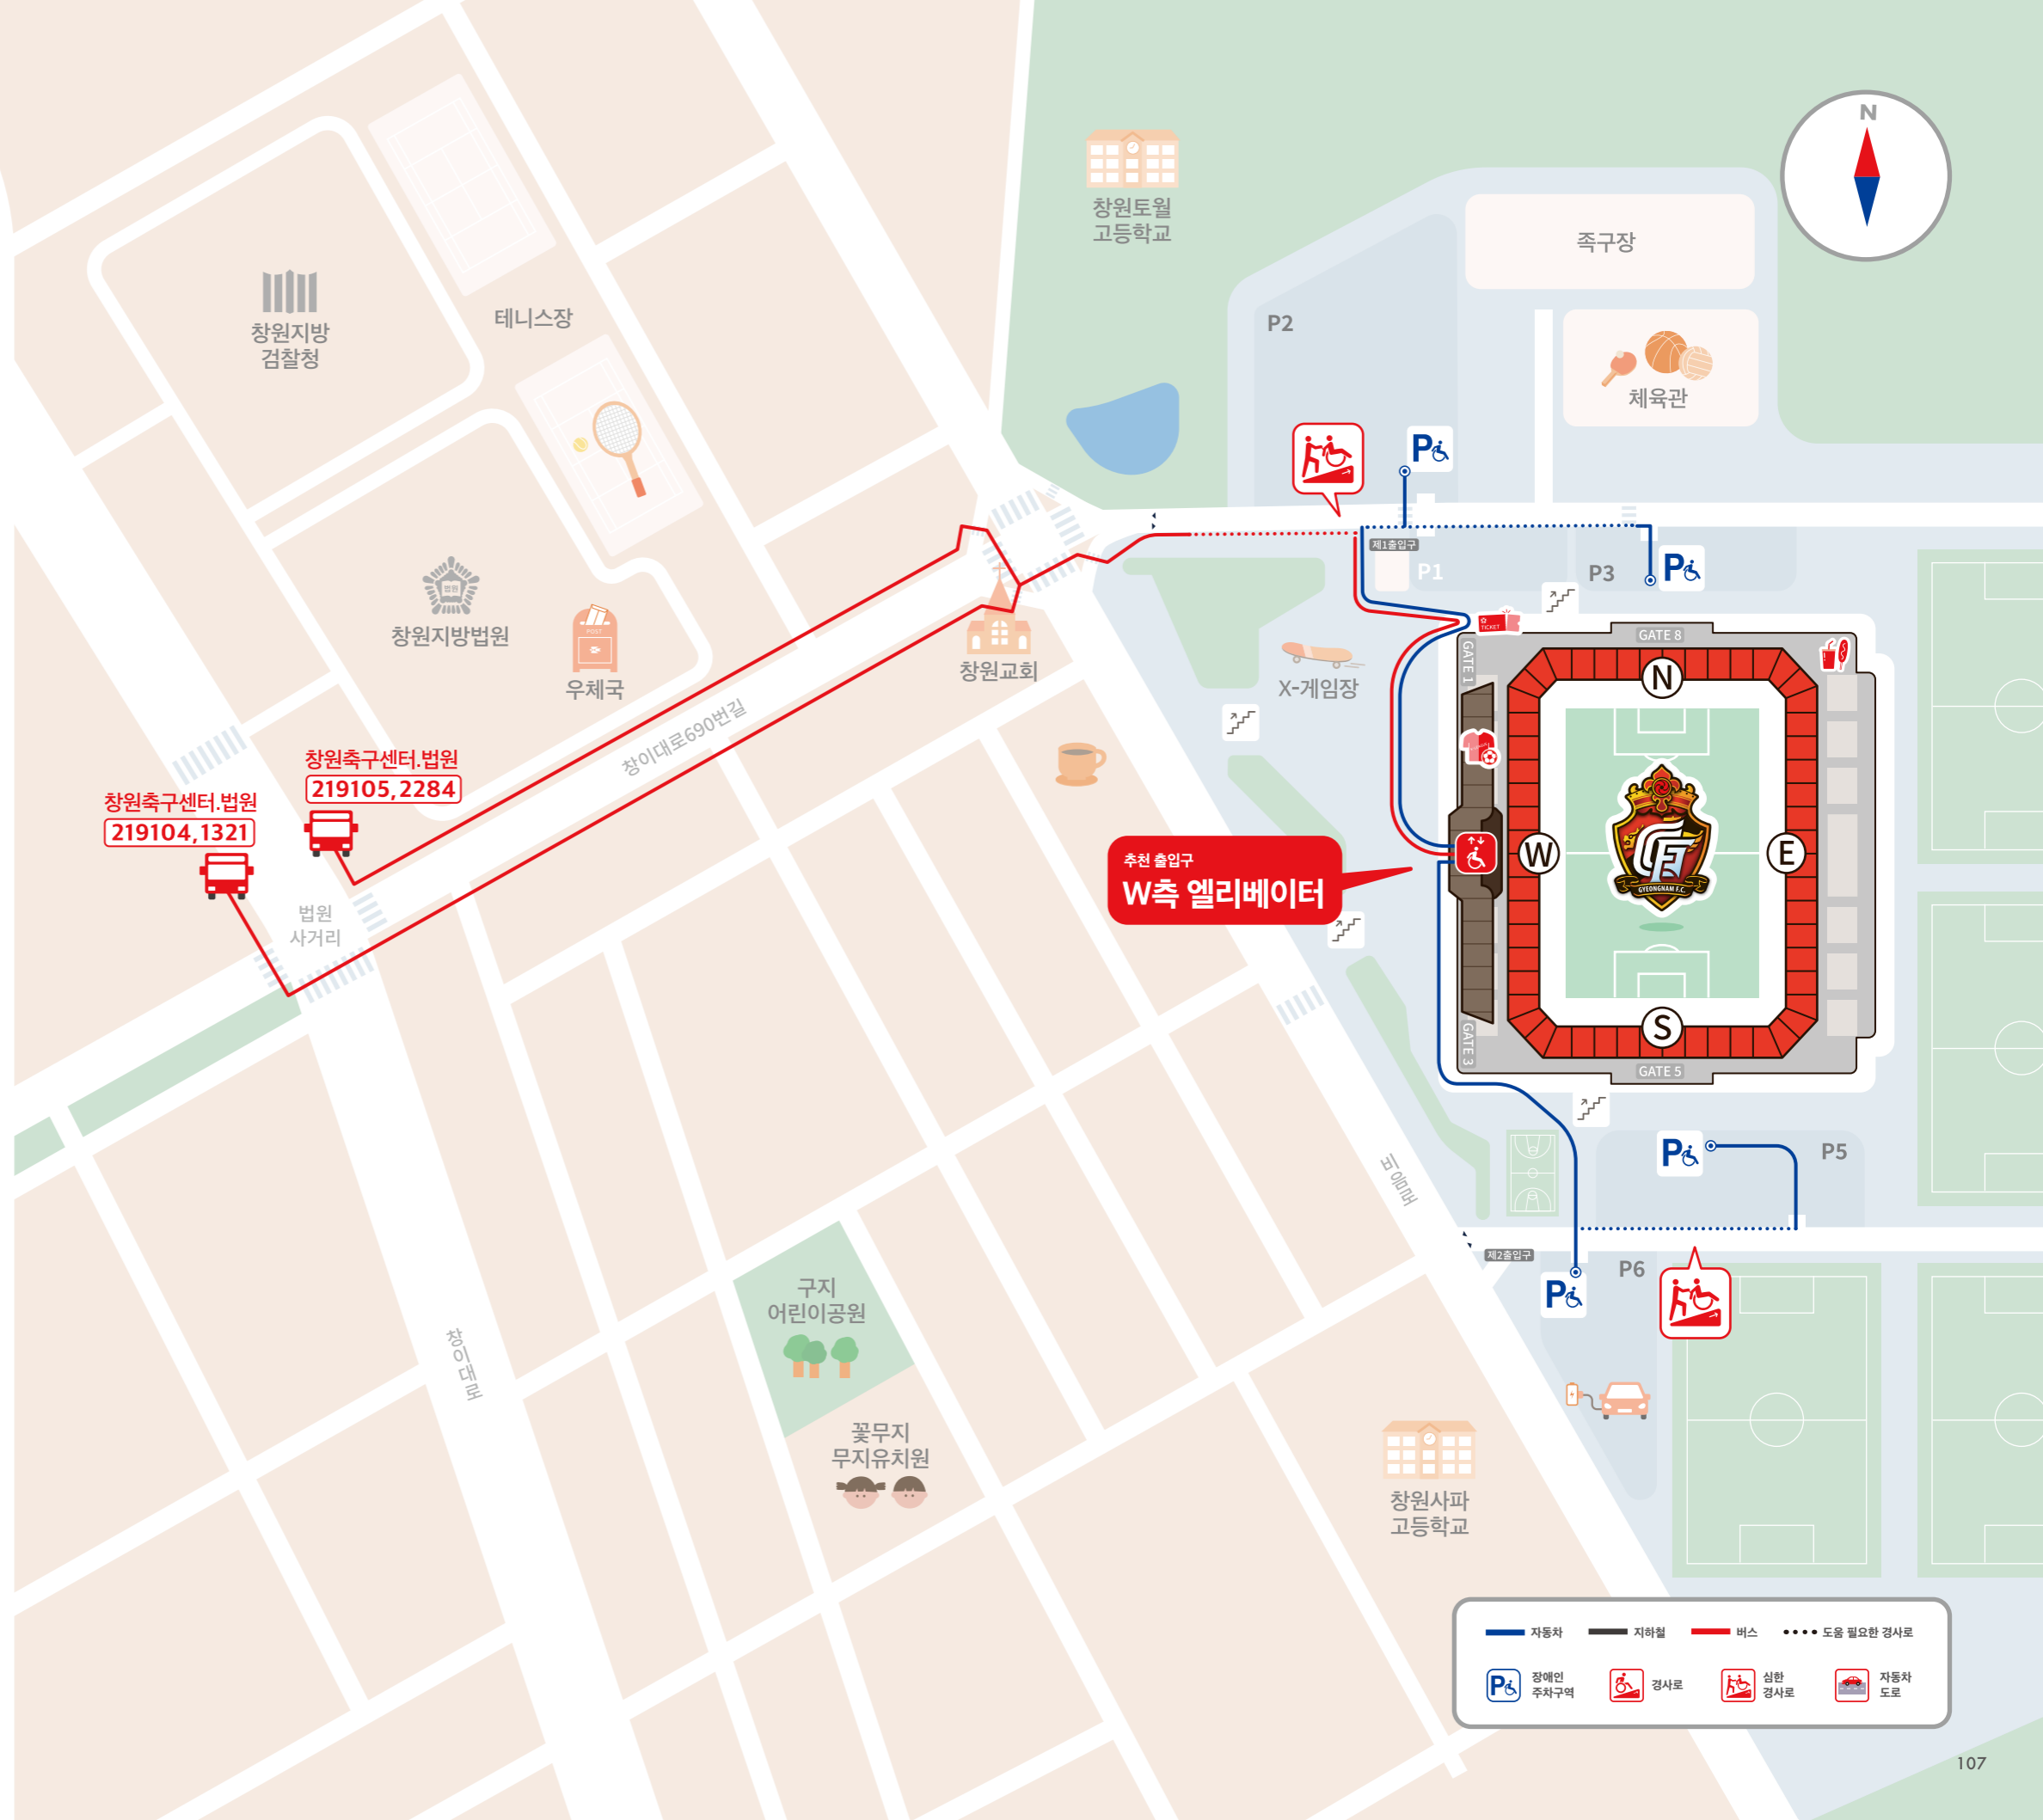 N
창원토월
고등학교
족구장
P2
체육관
테니스장
창원지방
검찰청
제1출입구
P1
P3
TICKET
GATE 8
GATE 1
법원
창원지방법원
POST
우체국
창원교회
X-게임장
창이대로690번길
창원축구센터.법원
219105,2284
창원축구센터.법원
219104,1321
법원
사거리
추천 출입구
W측 엘리베이터
N
W
E
S
GYEONGNAM F.C.
GATE 3
GATE 5
P
P
P
P5
비음로
제2출입구
P6
P
구지
어린이공원
창이대로
꽃무지
무지유치원
창원사파
고등학교
자동차
지하철
버스
도움 필요한 경사로
P
장애인
주차구역
경사로
심한
경사로
자동차
도로
107